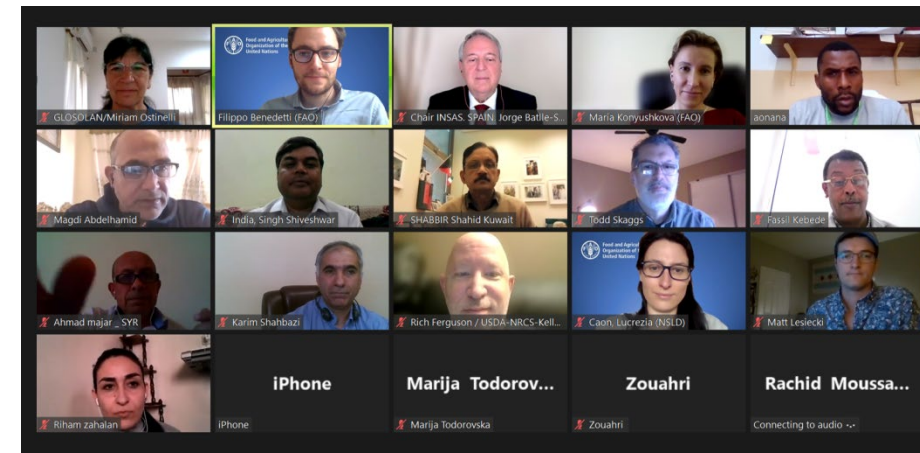 Food and Agriculture
Organization of the
United Nations
GLOSOLAN/Miriam Ostinelli
Filippo Benedetti (FAO)
Chair INSAS. SPAIN. Jorge Batlle-S...
Maria Konyushkova (FAO)
aonana
Magdi Abdelhamid
India, Singh Shiveshwar
SHABBIR Shahid Kuwait
Todd Skaggs
Fassil Kebede
Food and Agricul
Organization of t
United Nations
Ahmad majar _ SYR
Karim Shahbazi
Rich Ferguson / USDA-NRCS-Kell...
Caon, Lucrezia (NSLD)
Matt Lesiecki
iPhone
Marija Todorov...
Zouahri
Rachid Moussa...
Riham zahalan
iPhone
Marija Todorovska
Zouahri
Connecting to audio